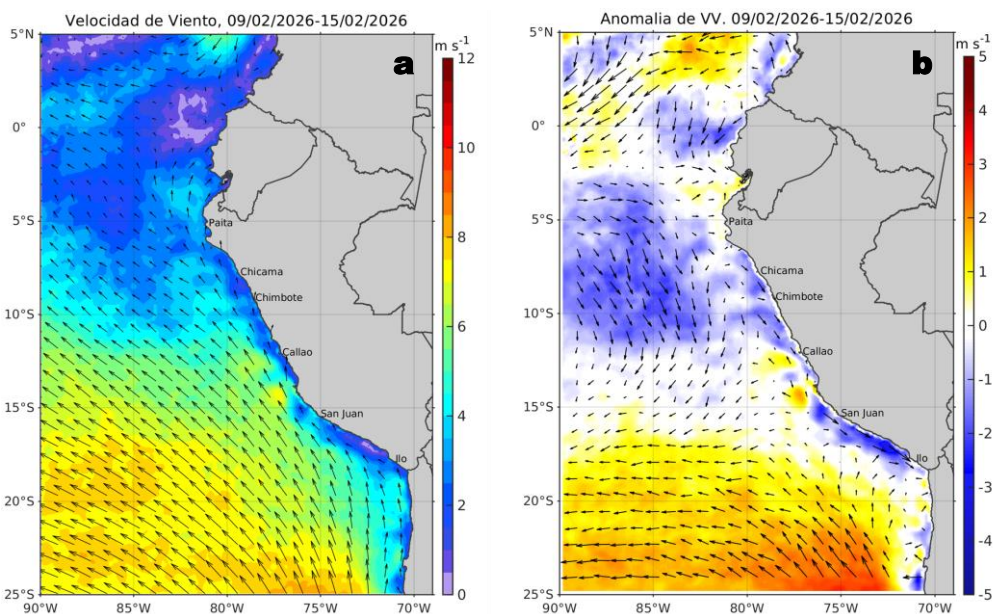 Velocidad de Viento, 09/02/2026-15/02/2026
a
m s⁻¹
12
10
8
6
4
2
0
5°N
0°
5°S
10°S
15°S
20°S
25°S
90°W
85°W
80°W
75°W
70°W
Paita
Chicama
Chimbote
Callao
San Juan
Ilo
Anomalia de VV. 09/02/2026-15/02/2026
b
m s⁻¹
5
4
3
2
1
0
-1
-2
-3
-4
-5
5°N
0°
5°S
10°S
15°S
20°S
25°S
90°W
85°W
80°W
75°W
70°W
Paita
Chicama
Chimbote
Callao
San Juan
Ilo